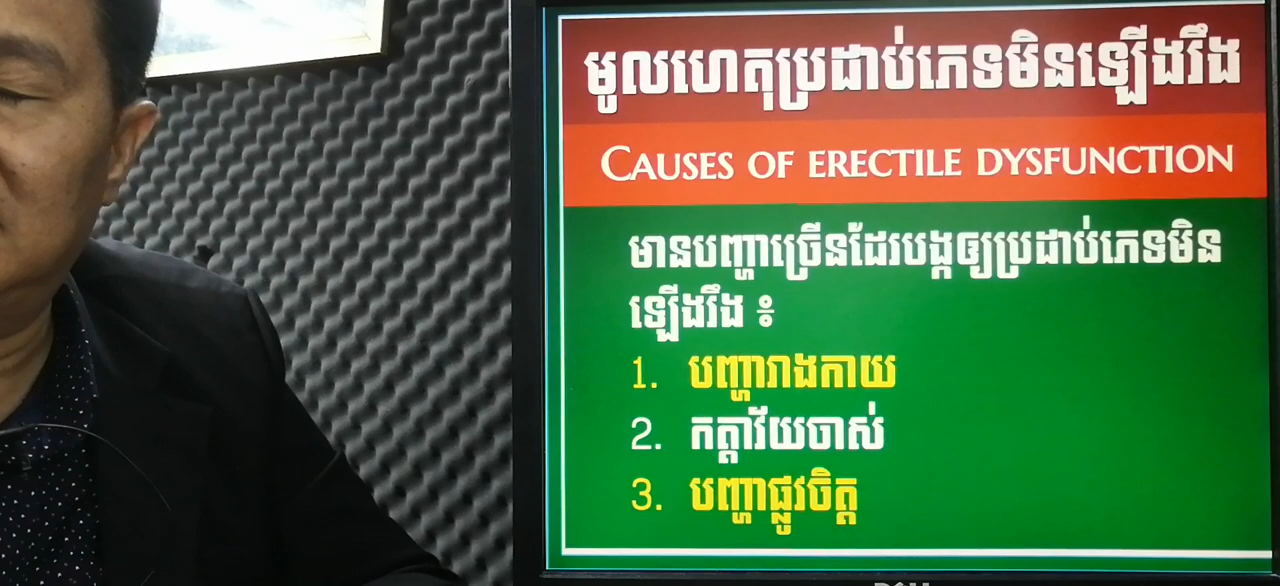 មូលហេតុប្រដាប់ភេទមិនឡើងរឹង
CAUSES OF ERECTILE DYSFUNCTION
មានបញ្ហាច្រើនដែរបង្កឲ្យប្រដាប់ភេទមិន
ឡើងរឹង ៖
1. បញ្ហារាងកាយ
2. កត្តាវ័យចាស់
3. បញ្ហាផ្លូវចិត្ត